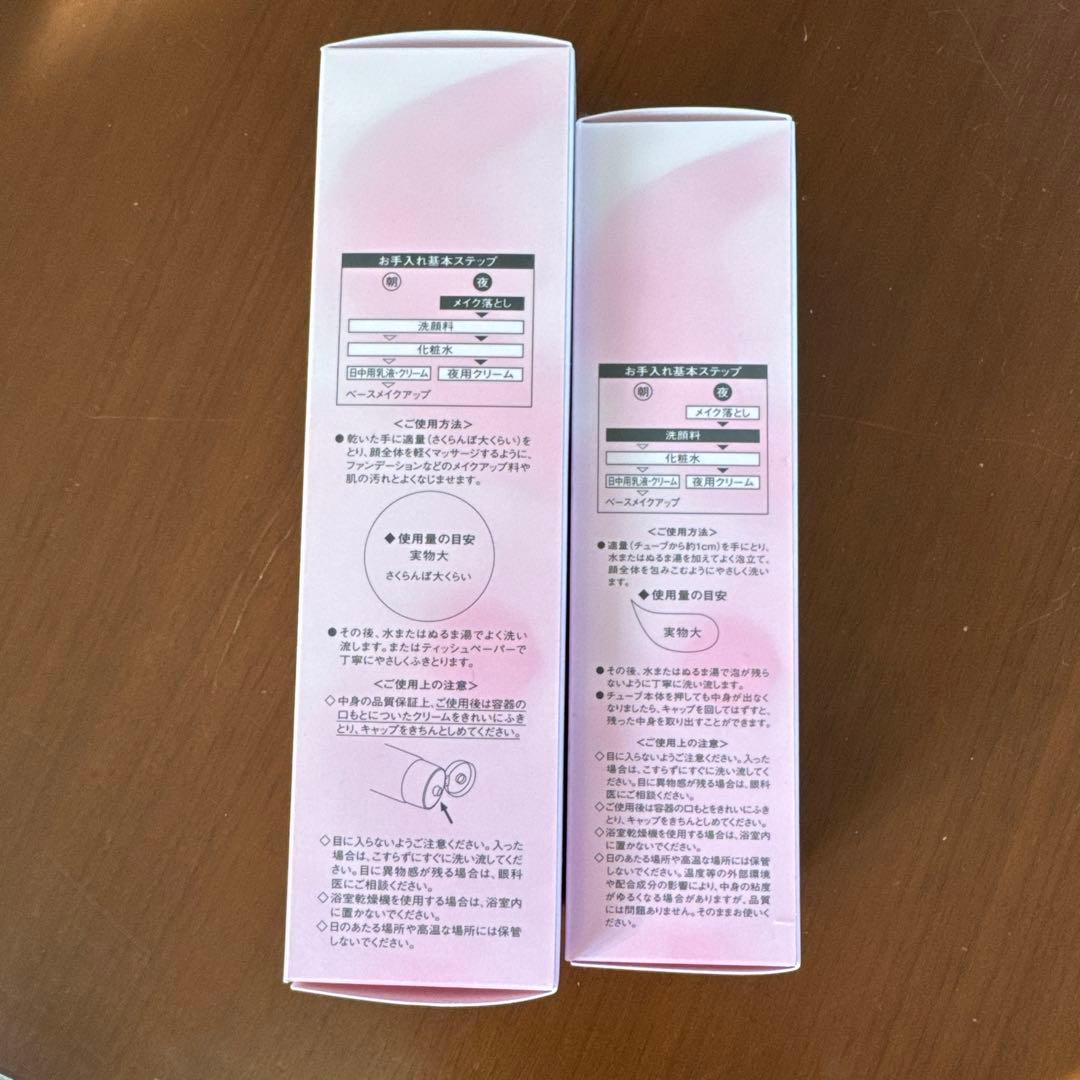 お手入れ基本ステップ
朝 夜
メイク落とし
洗顔料
化粧水
日中用乳液・クリーム 夜用クリーム
ベースメイクアップ
<ご使用方法>
●乾いた手に適量(さくらんぼ大くらい)を
とり、顔全体を軽くマッサージするように、
ファンデーションなどのメイクアップ料や
肌の汚れとよくなじませます。
◆使用量の目安
実物大
さくらんぼ大くらい
●その後、水またはぬるま湯でよく洗い
流します。またはティッシュペーパーで
丁寧にやさしくふきとります。
<ご使用上の注意>
◇中身の品質保証上、ご使用後は容器の
口もとについたクリームをきれいにふき
とり、キャップをきちんとしめてください。
◇目に入らないようご注意ください。入った
場合は、こすらずにすぐに洗い流してくだ
さい。目に異物感が残る場合は、眼科
医にご相談ください。
◇浴室乾燥機を使用する場合は、浴室内
に置かないでください。
◇日のあたる場所や高温な場所には保管
しないでください。
お手入れ基本ステップ
朝 夜
メイク落とし
洗顔料
化粧水
日中用乳液・クリーム 夜用クリーム
ベースメイクアップ
<ご使用方法>
●適量(チューブから約1cm)を手にとり、
水またはぬるま湯を加えてよく泡立て、
顔全体を包みこむようにやさしく洗い
ます。
◆使用量の目安
実物大
●その後、水またはぬるま湯で泡が残ら
ないように丁寧に洗い流します。
●チューブ本体を押しても中身が出なく
なりましたら、キャップを回してはずすと、
残った中身を取り出すことができます。
<ご使用上の注意>
◇目に入らないようご注意ください。入った
場合は、こすらずにすぐに洗い流してく
ださい。目に異物感が残る場合は、眼科
医にご相談ください。
◇ご使用後は容器の口もとをきれいにふき
とり、キャップをきちんとしめてください。
◇浴室乾燥機を使用する場合は、浴室内
に置かないでください。
◇日のあたる場所や高温な場所には保管
しないでください。温度等の外部環境
や配合成分の影響により、中身の粘度
がゆるくなる場合がありますが、品質
には問題ありません。そのままお使いく
ださい。